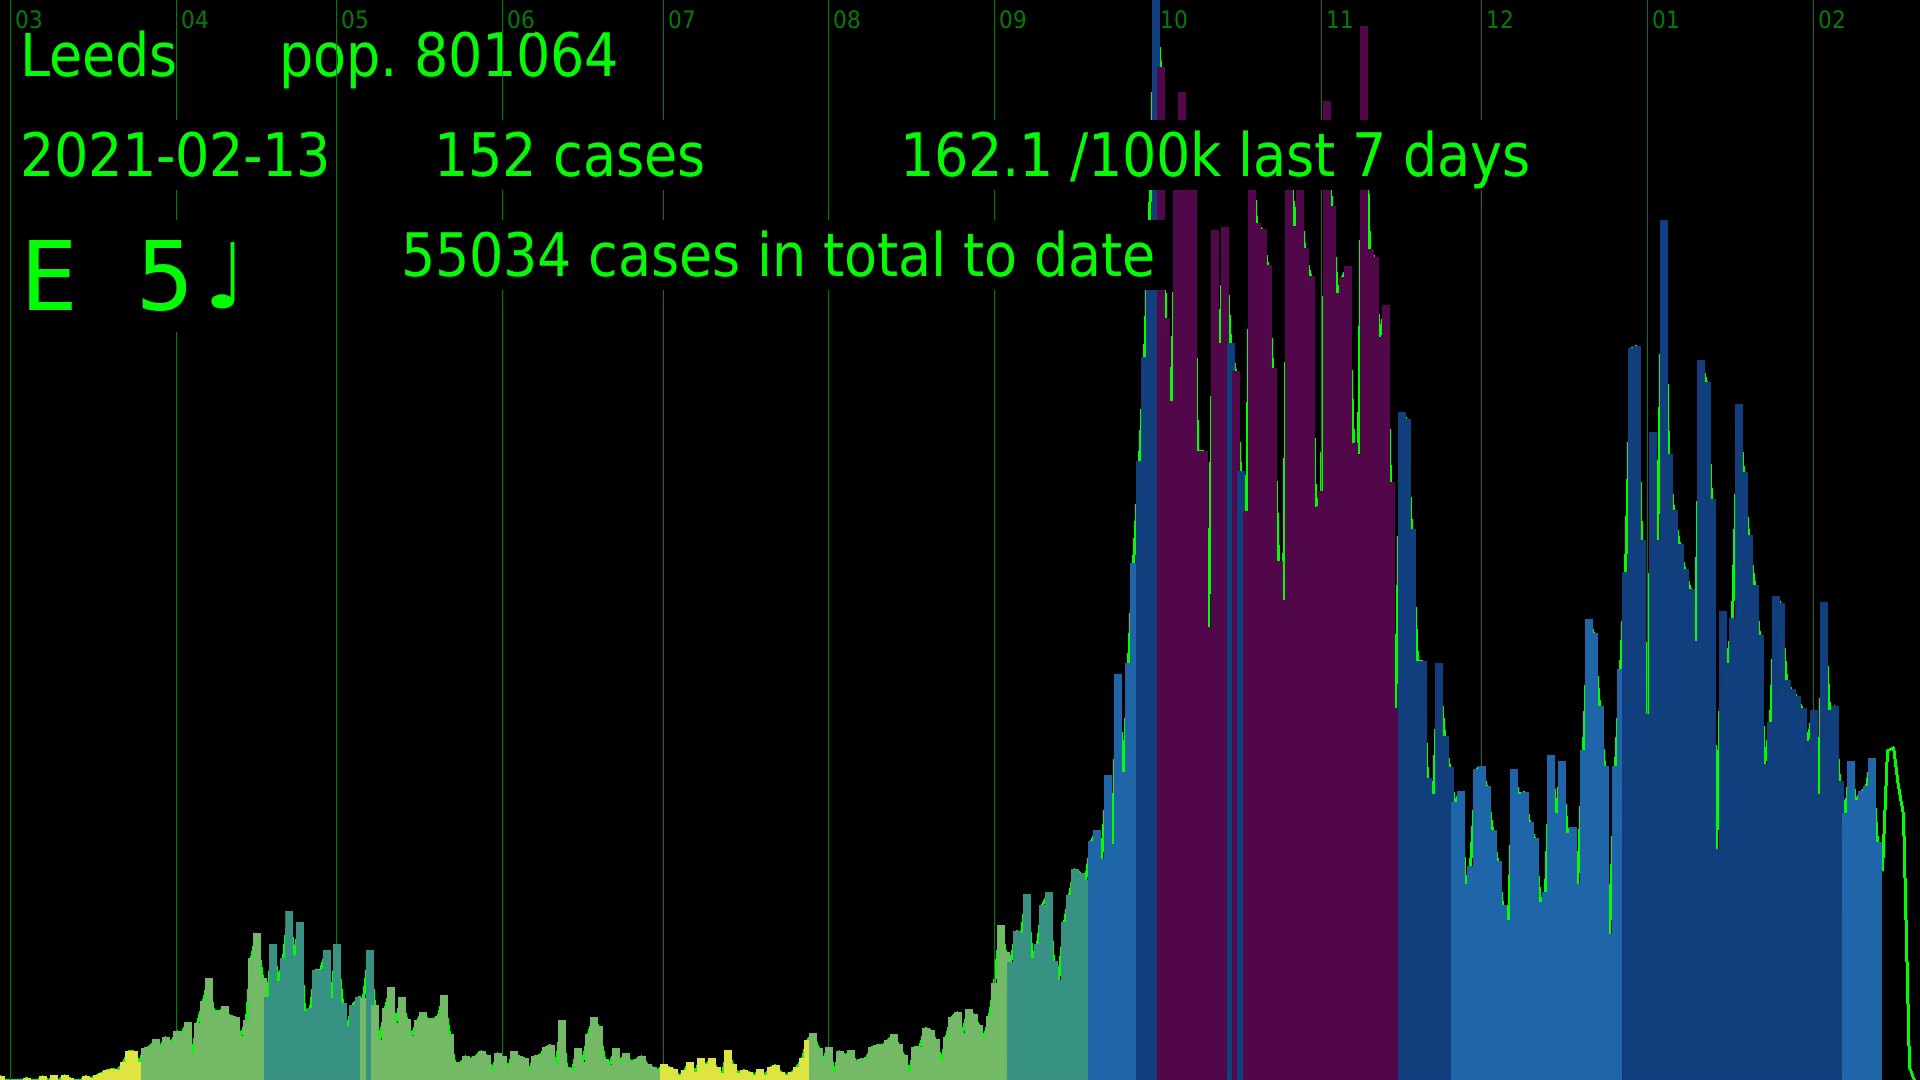 03 04 05 06 07 08 09 10 11 12 01 02
Leeds pop. 801064
2021-02-13 152 cases 162.1 /100k last 7 days
E 5♩ 55034 cases in total to date